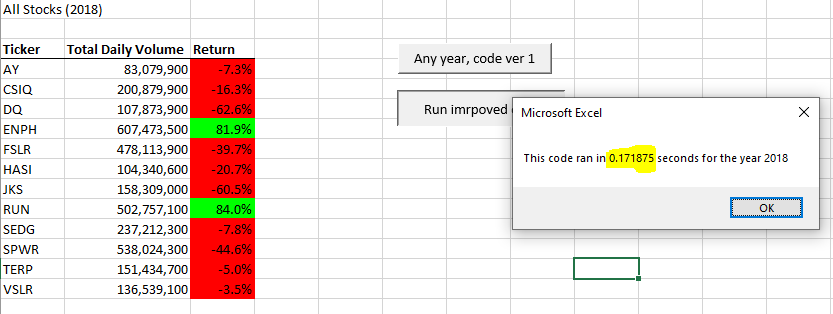 All Stocks (2018)
Ticker Total Daily Volume Return
AY 83,079,900 -7.3%
CSIQ 200,879,900 -16.3%
DQ 107,873,900 -62.6%
ENPH 607,473,500 81.9%
FSLR 478,113,900 -39.7%
HASI 104,340,600 -20.7%
JKS 158,309,000 -60.5%
RUN 502,757,100 84.0%
SEDG 237,212,300 -7.8%
SPWR 538,024,300 -44.6%
TERP 151,434,700 -5.0%
VSLR 136,539,100 -3.5%
Any year, code ver 1
Run imrpoved
Microsoft Excel
This code ran in 0.171875 seconds for the year 2018
OK